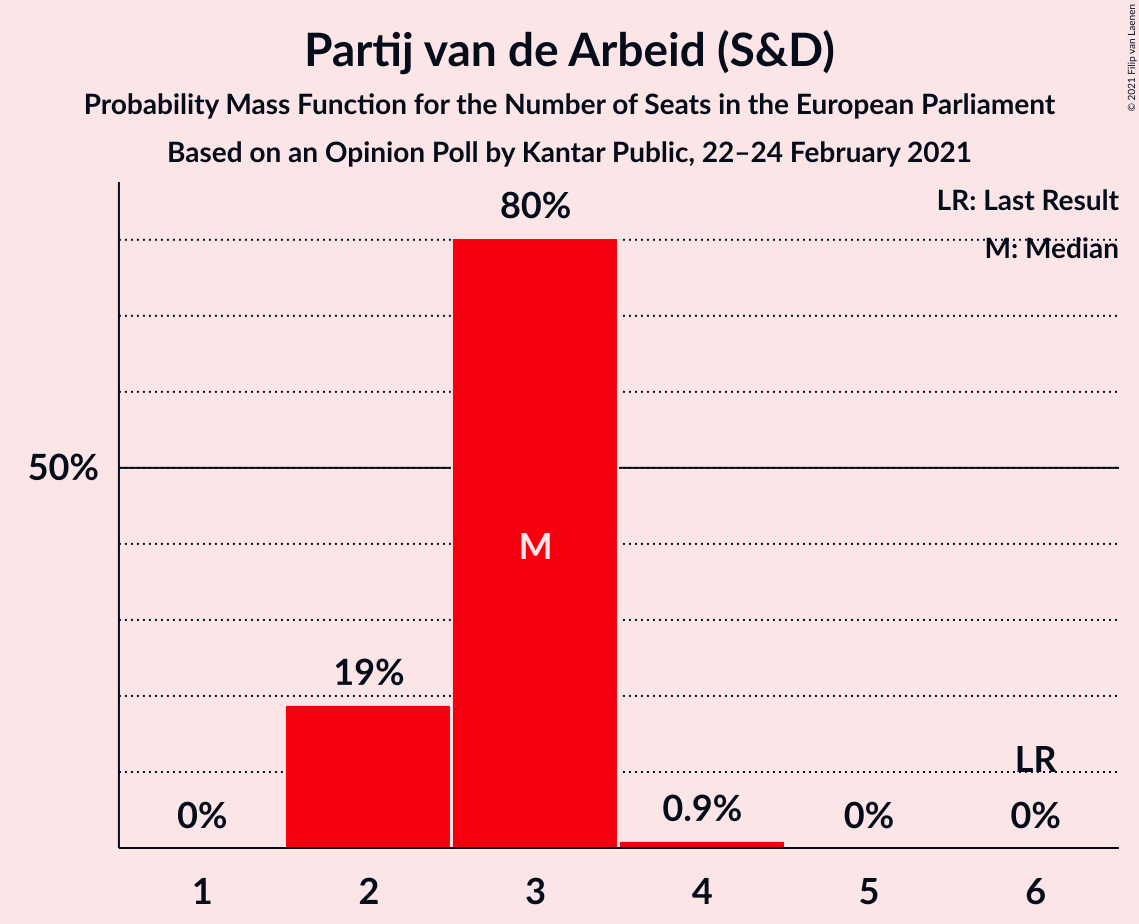 Partij van de Arbeid (S&D)
Probability Mass Function for the Number of Seats in the European Parliament
Based on an Opinion Poll by Kantar Public, 22–24 February 2021
© 2021 Filip van Laenen
LR: Last Result
M: Median
80%
50%
M
19%
LR
0%
0.9%
0%
0%
1
2
3
4
5
6